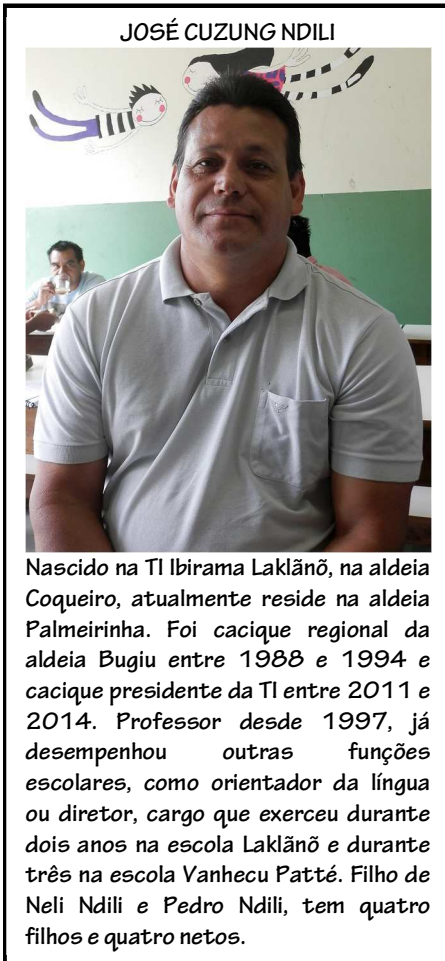 JOSÉ CUZUNG NDILI
Nascido na TI Ibirama Laklãnõ, na aldeia
Coqueiro, atualmente reside na aldeia
Palmeirinha. Foi cacique regional da
aldeia Bugiu entre 1988 e 1994 e
cacique presidente da TI entre 2011 e
2014. Professor desde 1997, já
desempenhou outras funções
escolares, como orientador da língua
ou diretor, cargo que exerceu durante
dois anos na escola Laklãnõ e durante
três na escola Vanhecu Patté. Filho de
Neli Ndili e Pedro Ndili, tem quatro
filhos e quatro netos.